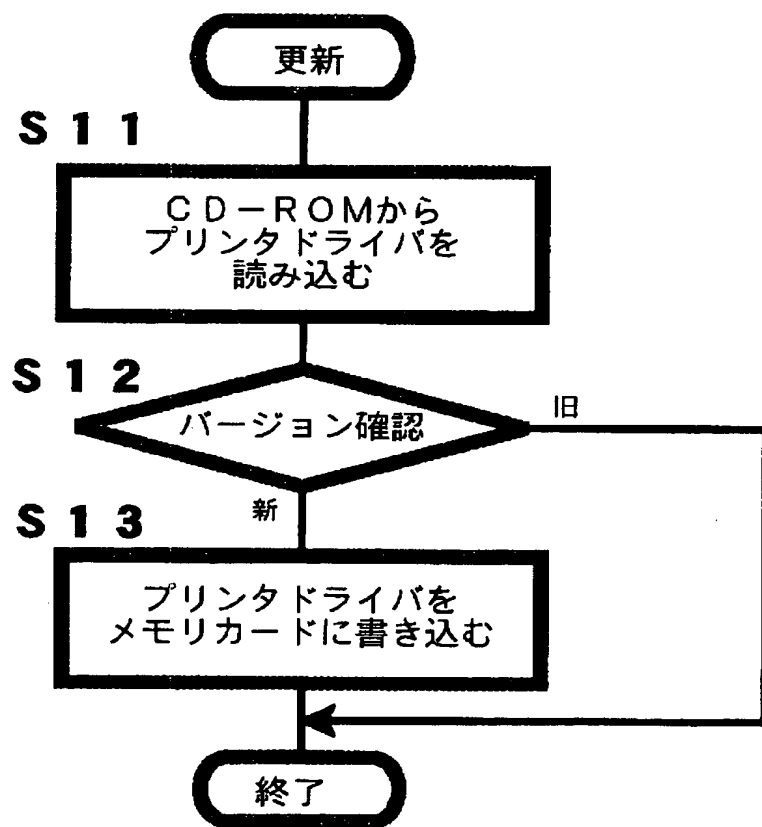 更新
S11
CD-ROMから
プリンタドライバを
読み込む
S12
バージョン確認
旧
新
S13
プリンタドライバを
メモリカードに書き込む
終了